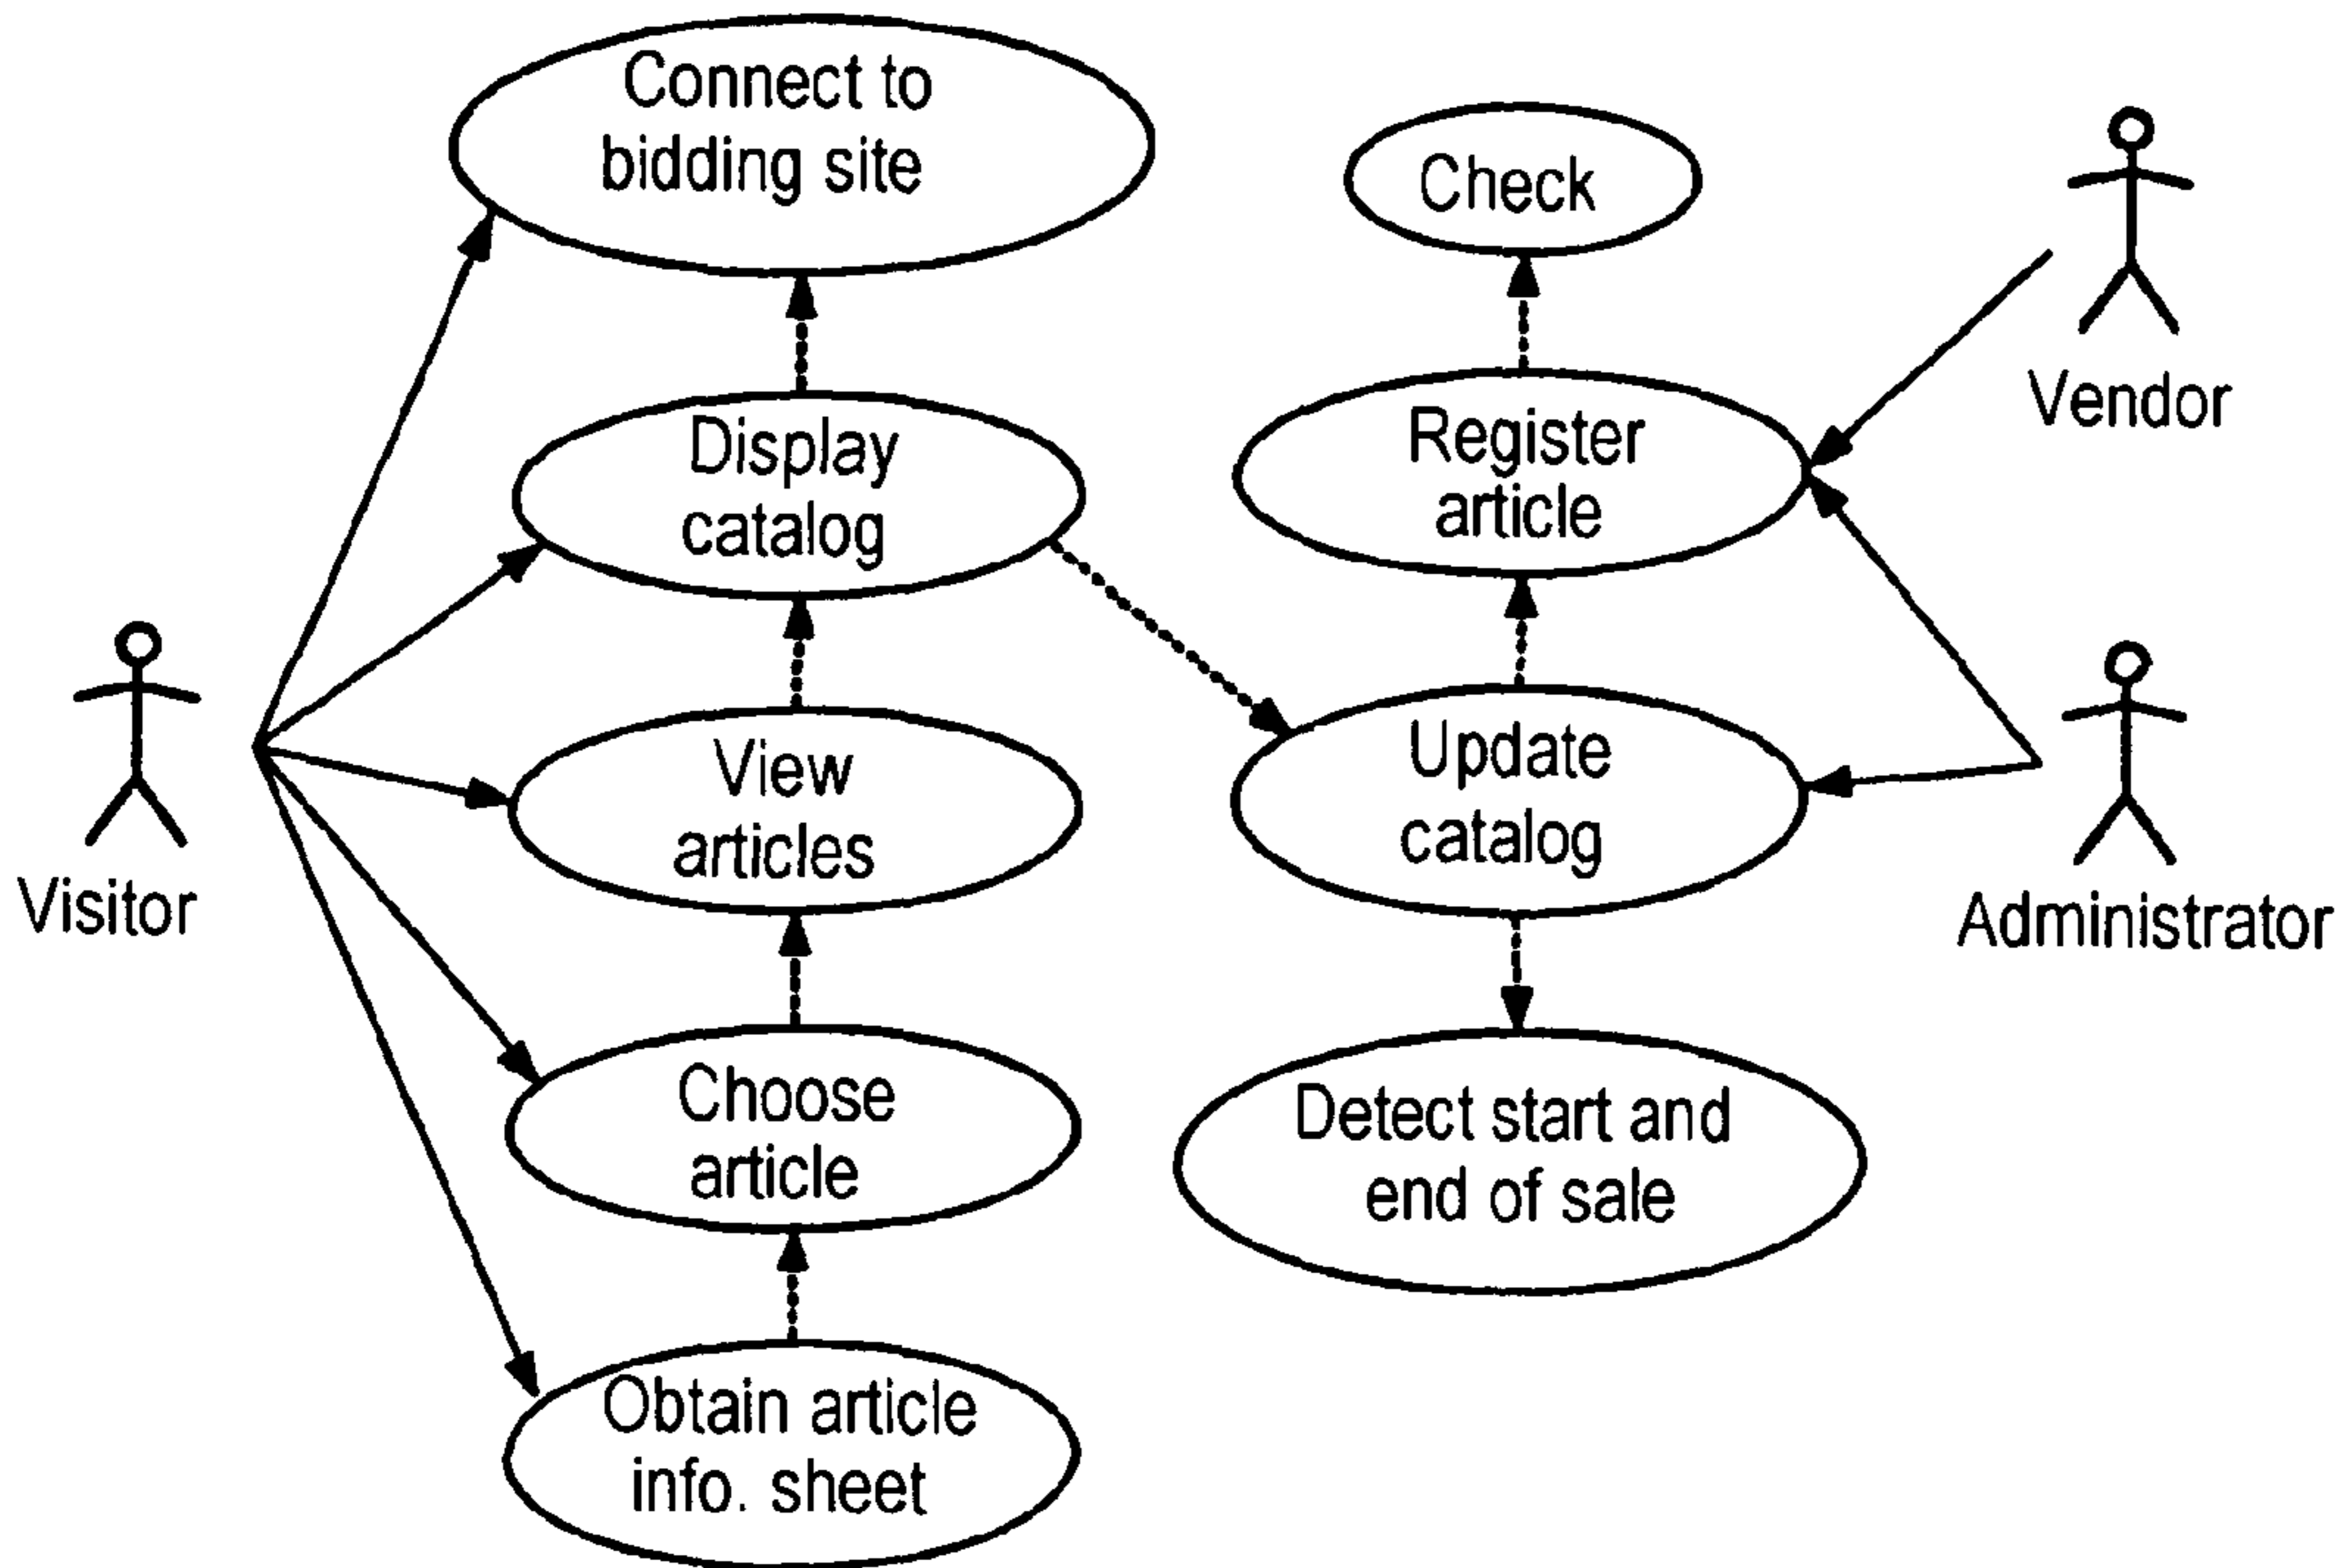 Connect to
bidding site
Check
Display
catalog
Register
article
Vendor
View
articles
Update
catalog
Visitor
Administrator
Choose
article
Detect start and
end of sale
Obtain article
info. sheet